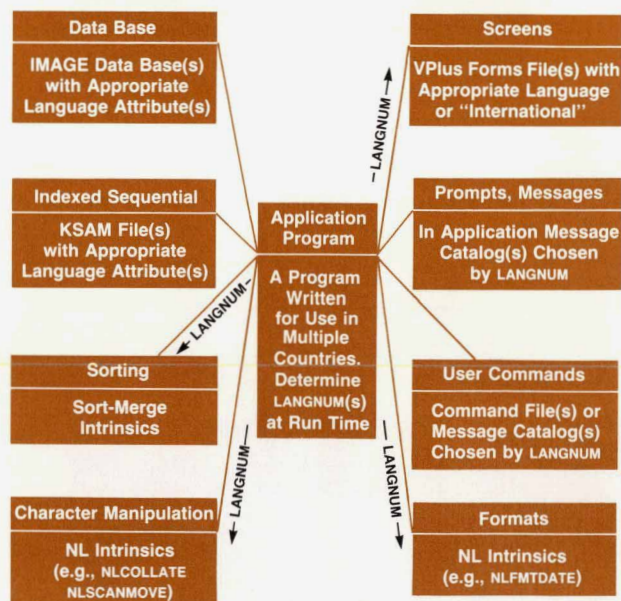 Data Base
IMAGE Data Base(s)
with Appropriate
Language Attribute(s)
Screens
VPlus Forms File(s) with
Appropriate Language
or "International"
— LANGNUM →
Indexed Sequential
KSAM File(s)
with Appropriate
Language Attribute(s)
Application
Program
A Program
Written
for Use in
Multiple
Countries.
Determine
LANGNUM(s)
at Run Time
Prompts, Messages
In Application Message
Catalog(s) Chosen
by LANGNUM
← LANGNUM —
Sorting
Sort-Merge
Intrinsics
User Commands
Command File(s) or
Message Catalog(s)
Chosen by LANGNUM
← LANGNUM —
← LANGNUM —
Character Manipulation
NL Intrinsics
(e.g., NLCOLLATE
NLSCANMOVE)
Formats
NL Intrinsics
(e.g., NLFMTDATE)